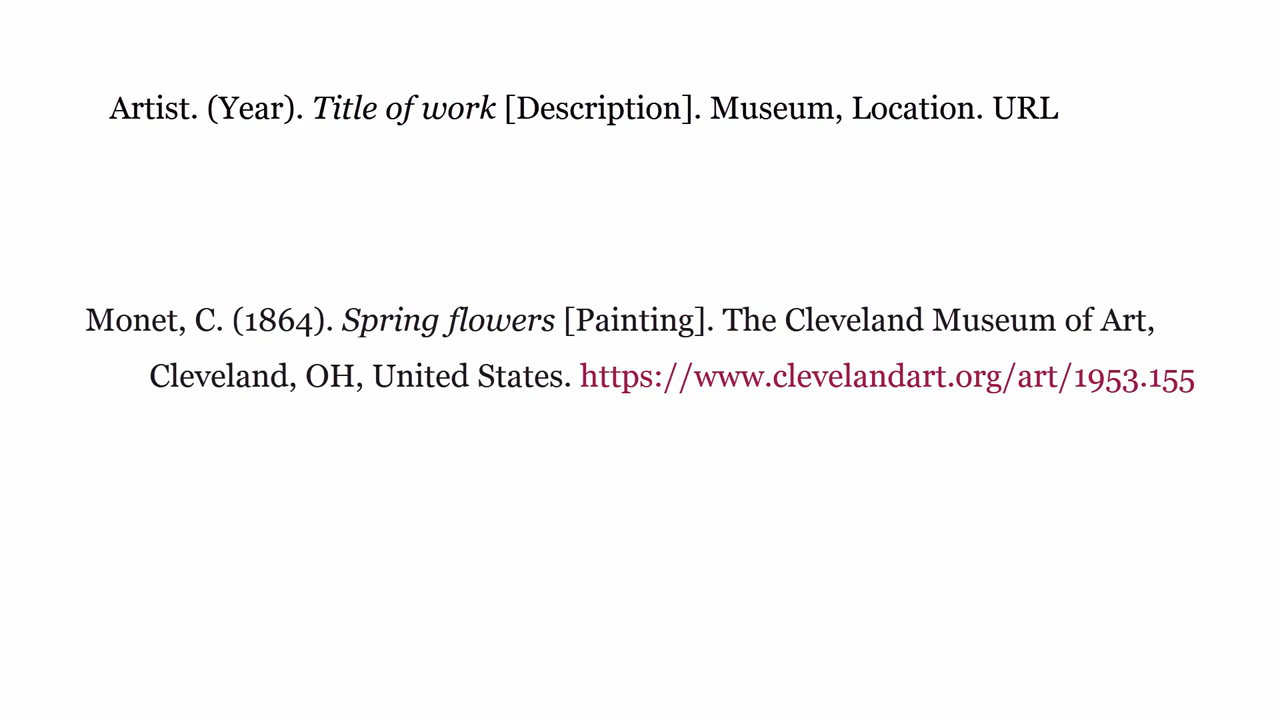 Artist. (Year). Title of work [Description]. Museum, Location. URL
Monet, C. (1864). Spring flowers [Painting]. The Cleveland Museum of Art,
Cleveland, OH, United States. https://www.clevelandart.org/art/1953.155